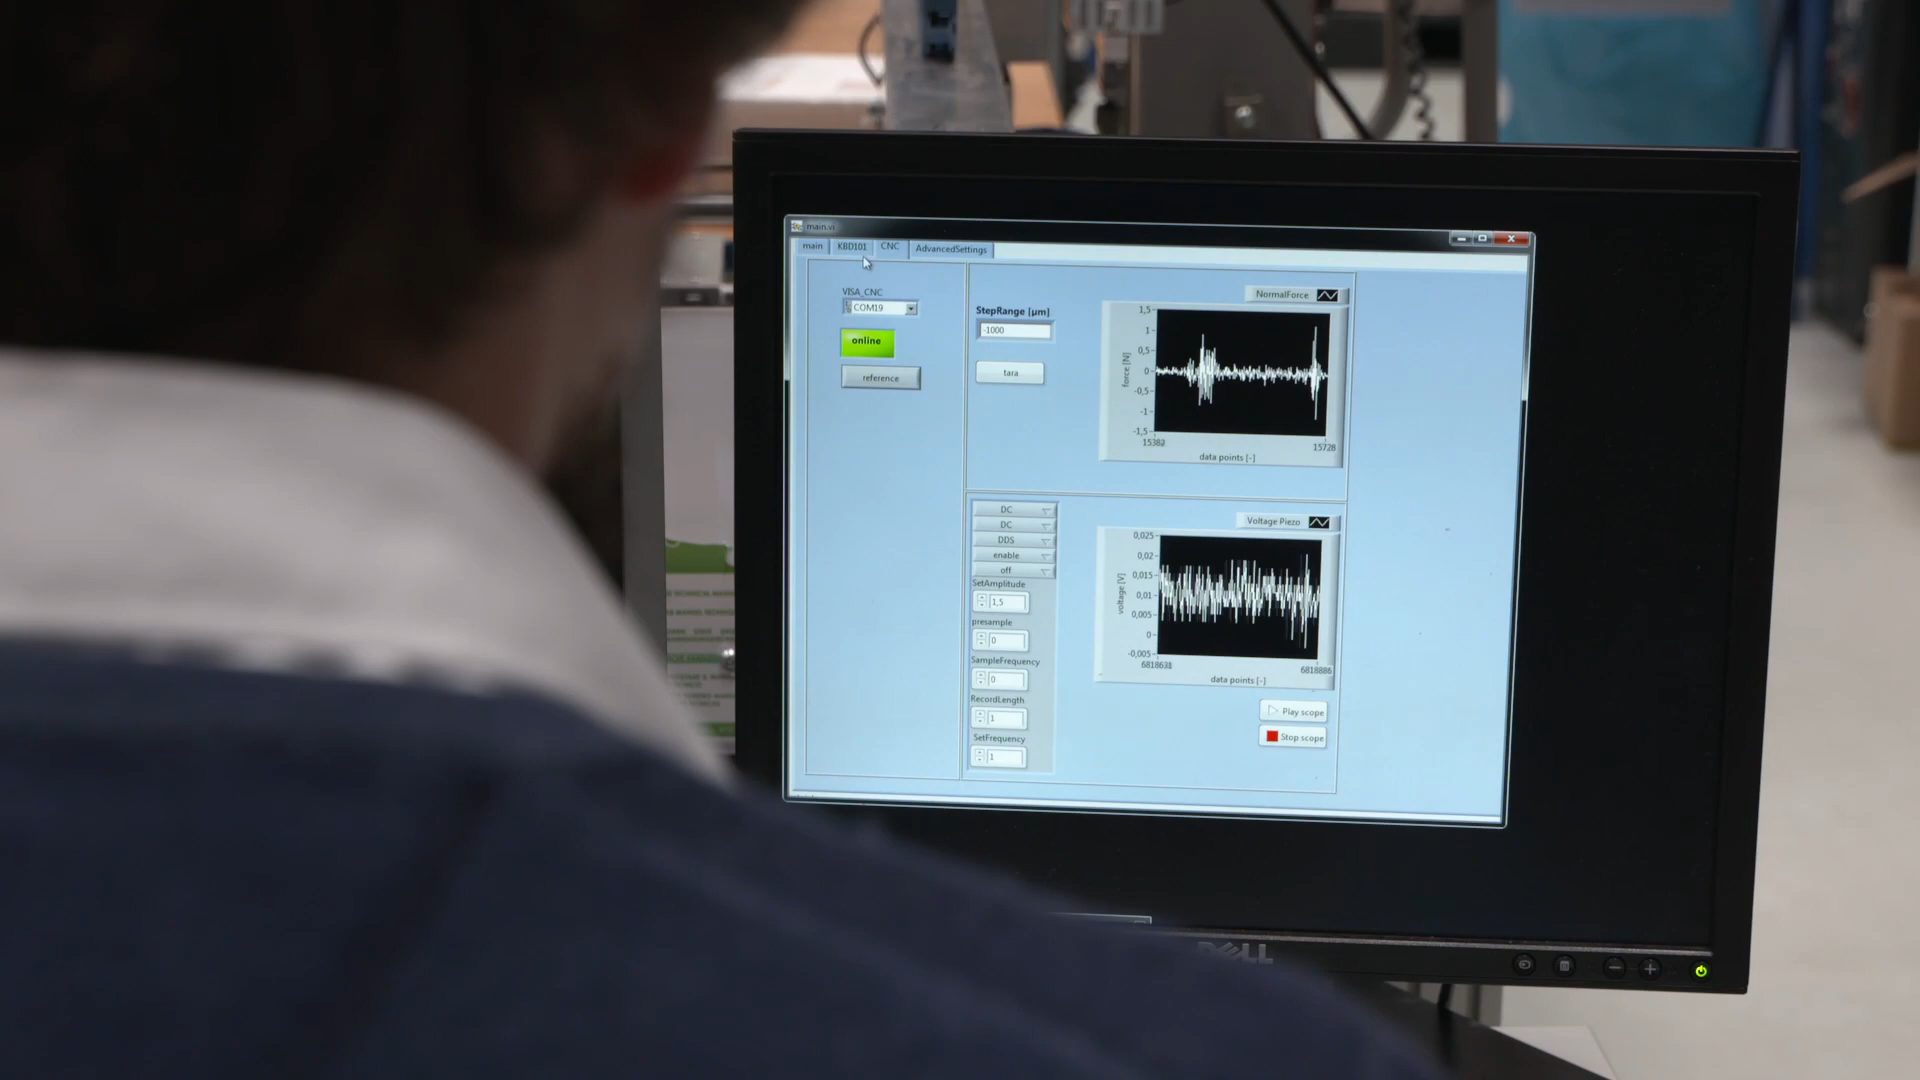 main.vi
main KBD101 CNC AdvancedSettings
VISA_CNC
COM19
online
reference
StepRange [µm]
-1000
tara
NormalForce
1,5
1
0,5
0
-0,5
-1
-1,5
force [N]
15728
data points [-]
DC
DC
DDS
enable
off
SetAmplitude
1,5
presample
0
SampleFrequency
0
RecordLength
1
SetFrequency
1
Voltage Piezo
0,025
0,02
0,015
0,01
0,005
0
-0,005
voltage [V]
6818886
data points [-]
Play scope
Stop scope
DELL